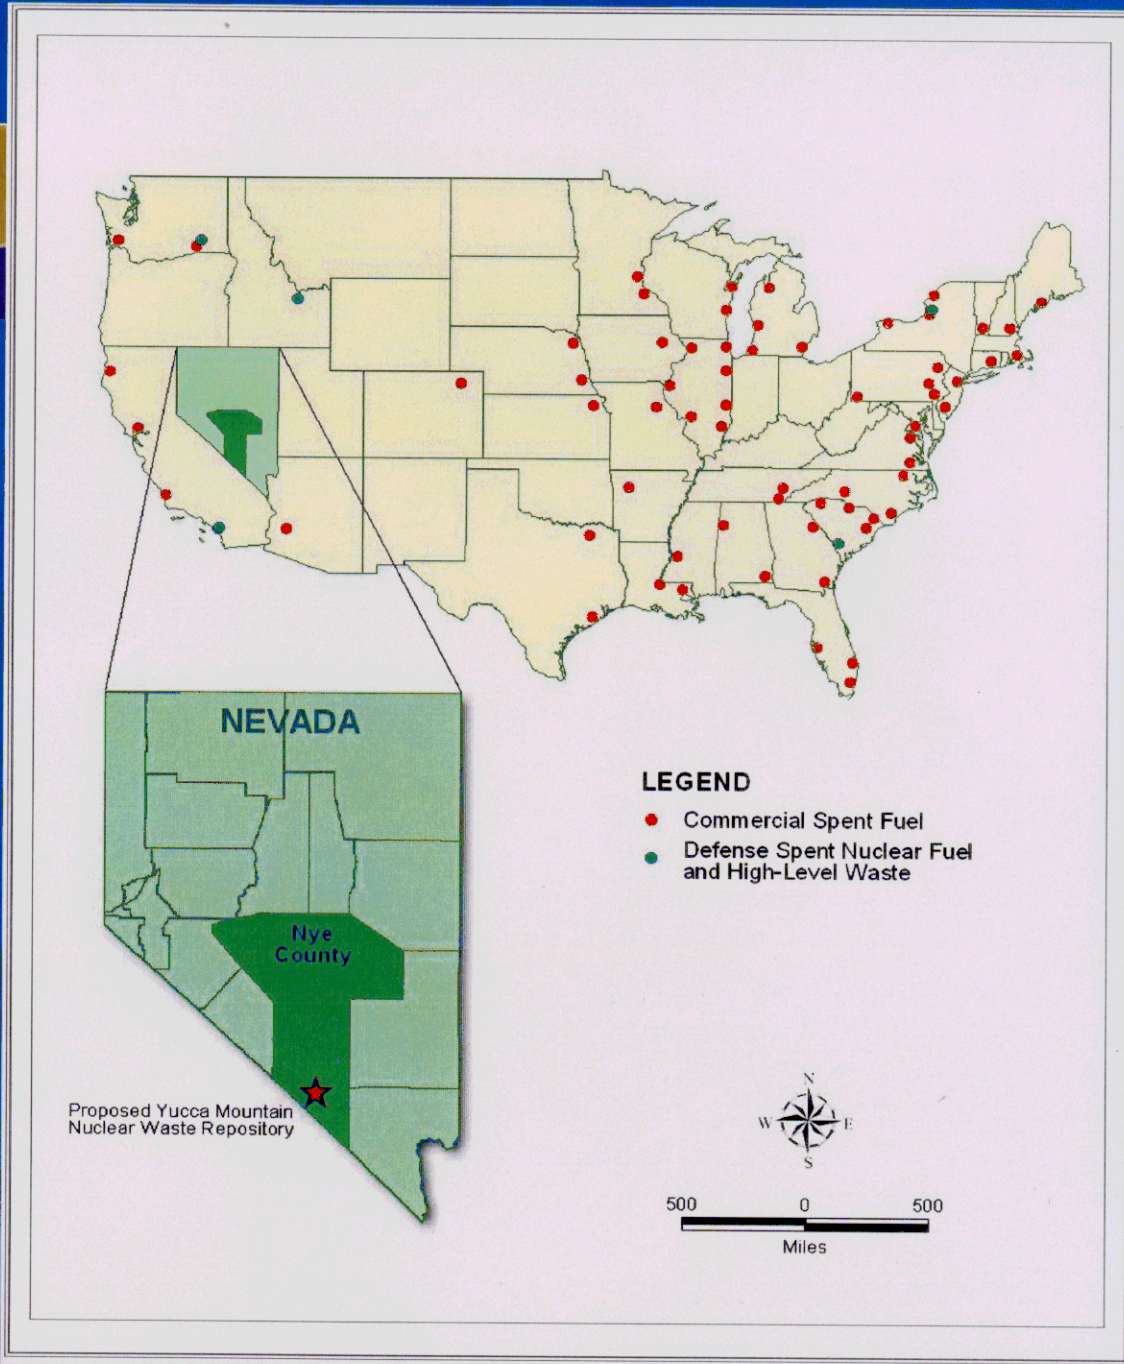 NEVADA
Nye
County
Proposed Yucca Mountain
Nuclear Waste Repository
LEGEND
Commercial Spent Fuel
Defense Spent Nuclear Fuel
and High-Level Waste
N
W E
S
500 0 500
Miles